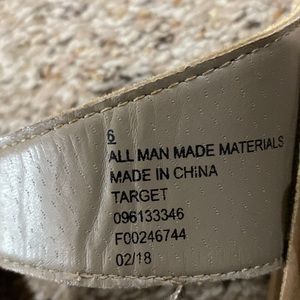 6
ALL MAN MADE MATERIALS
MADE IN CHINA
TARGET
096133346
F00246744
02/18